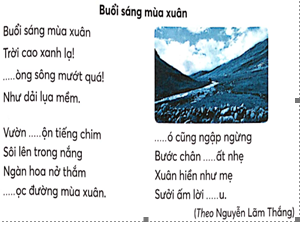 Buổi sáng mùa xuân
Buổi sáng mùa xuân
Trời cao xanh lạ!
.....òng sông mướt quá!
Như dải lụa mềm.
Vườn .....ộn tiếng chim
Sôi lên trong nắng
Ngàn hoa nở thắm
.....ọc đường mùa xuân.
.....ó cũng ngập ngừng
Bước chân .....ất nhẹ
Xuân hiền như mẹ
Sưởi ấm lời .....u.
(Theo Nguyễn Lãm Thắng)